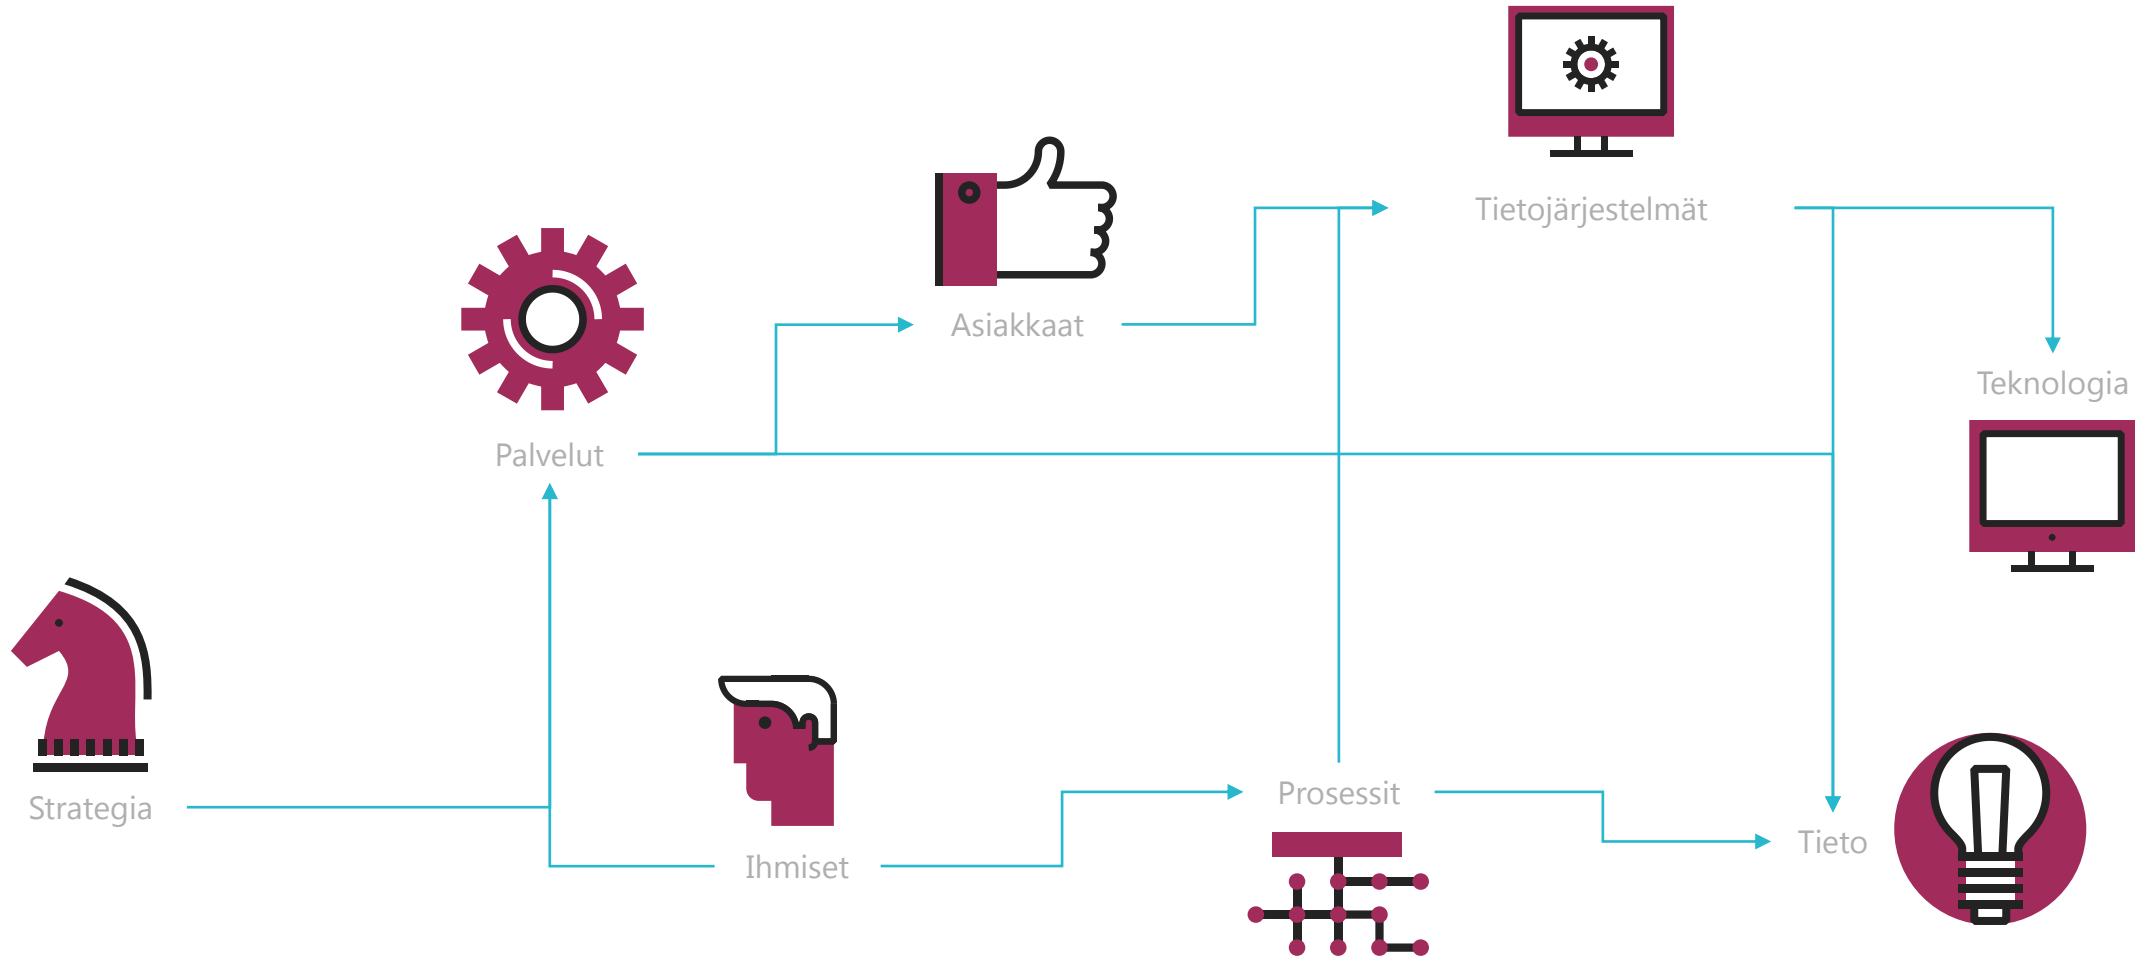 Tietojärjestelmät
Asiakkaat
Teknologia
Palvelut
Strategia
Prosessit
Tieto
Ihmiset